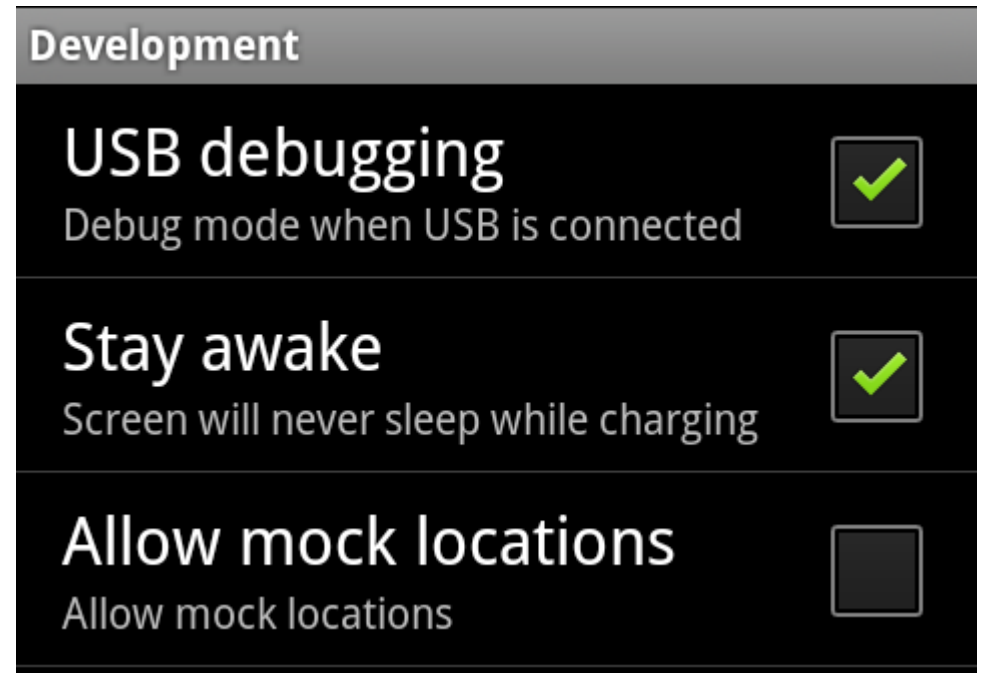 Development
USB debugging
Debug mode when USB is connected
Stay awake
Screen will never sleep while charging
Allow mock locations
Allow mock locations